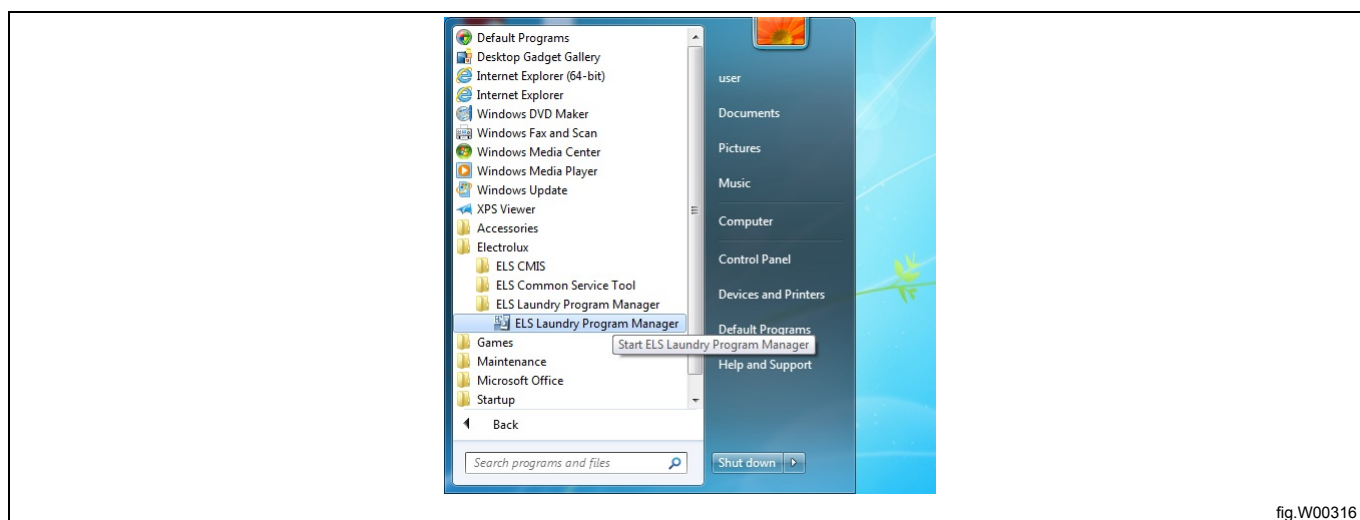 Default Programs
Desktop Gadget Gallery
Internet Explorer (64-bit)
Internet Explorer
Windows DVD Maker
Windows Fax and Scan
Windows Media Center
Windows Media Player
Windows Update
XPS Viewer
Accessories
Electrolux
ELS CMIS
ELS Common Service Tool
ELS Laundry Program Manager
ELS Laundry Program Manager
Games
Maintenance
Microsoft Office
Startup
Back
Search programs and files
user
Documents
Pictures
Music
Computer
Control Panel
Devices and Printers
Default Programs
Start ELS Laundry Program Manager
Help and Support
Shut down
fig.W00316